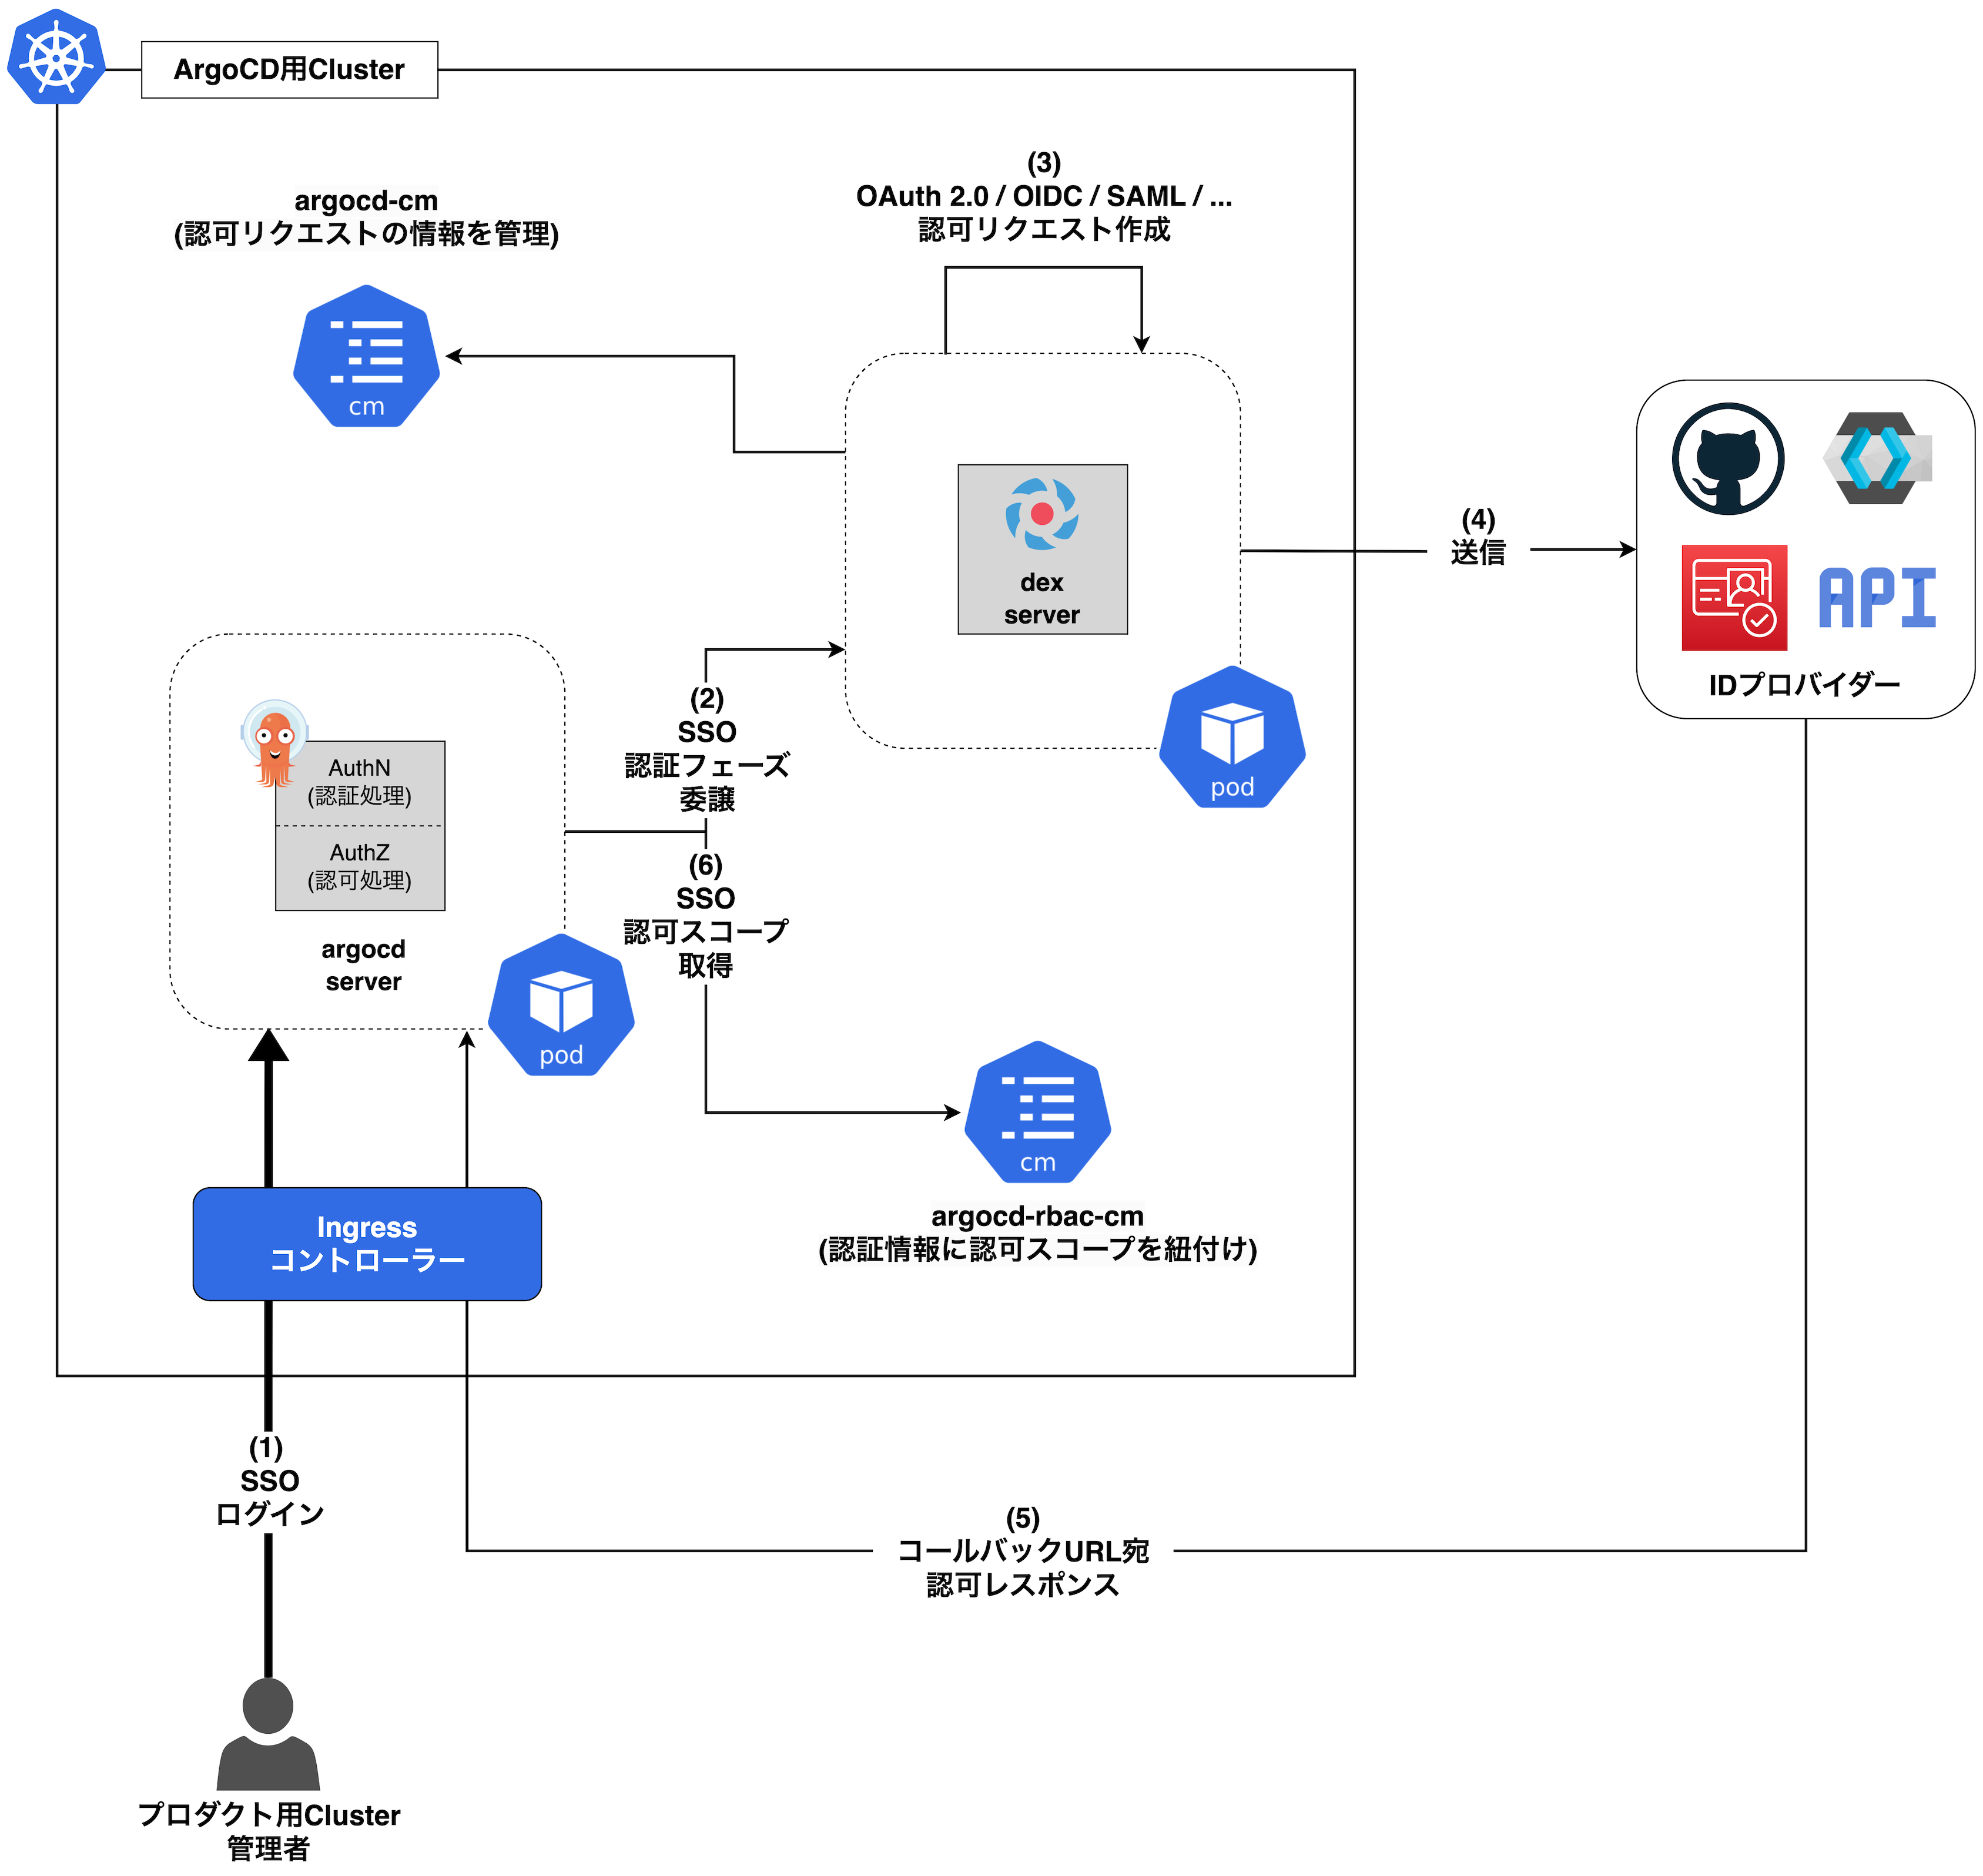 ArgoCD用Cluster
argocd-cm
(認可リクエストの情報を管理)
cm
(3)
OAuth 2.0 / OIDC / SAML / ...
認可リクエスト作成
dex
server
pod
(4)
送信
API
IDプロバイダー
AuthN
(認証処理)
AuthZ
(認可処理)
argocd
server
pod
(2)
SSO
認証フェーズ
委譲
(6)
SSO
認可スコープ
取得
cm
argocd-rbac-cm
(認証情報に認可スコープを紐付け)
Ingress
コントローラー
(1)
SSO
ログイン
(5)
コールバックURL宛
認可レスポンス
プロダクト用Cluster
管理者